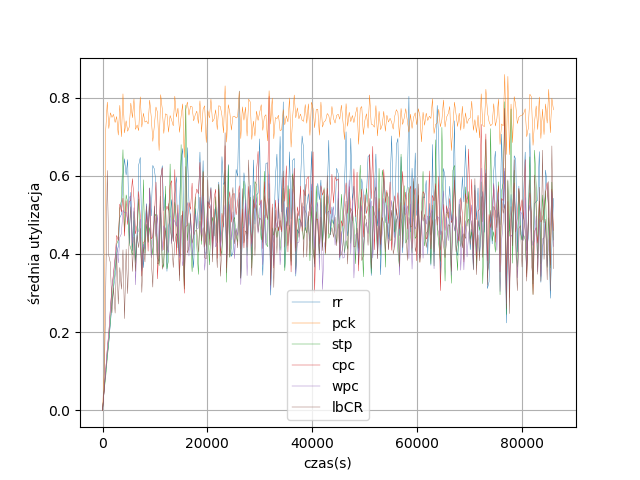 średnia utylizacja
0.8
0.6
0.4
0.2
0.0
rr
pck
stp
cpc
wpc
lbCR
0 20000 40000 60000 80000
czas(s)